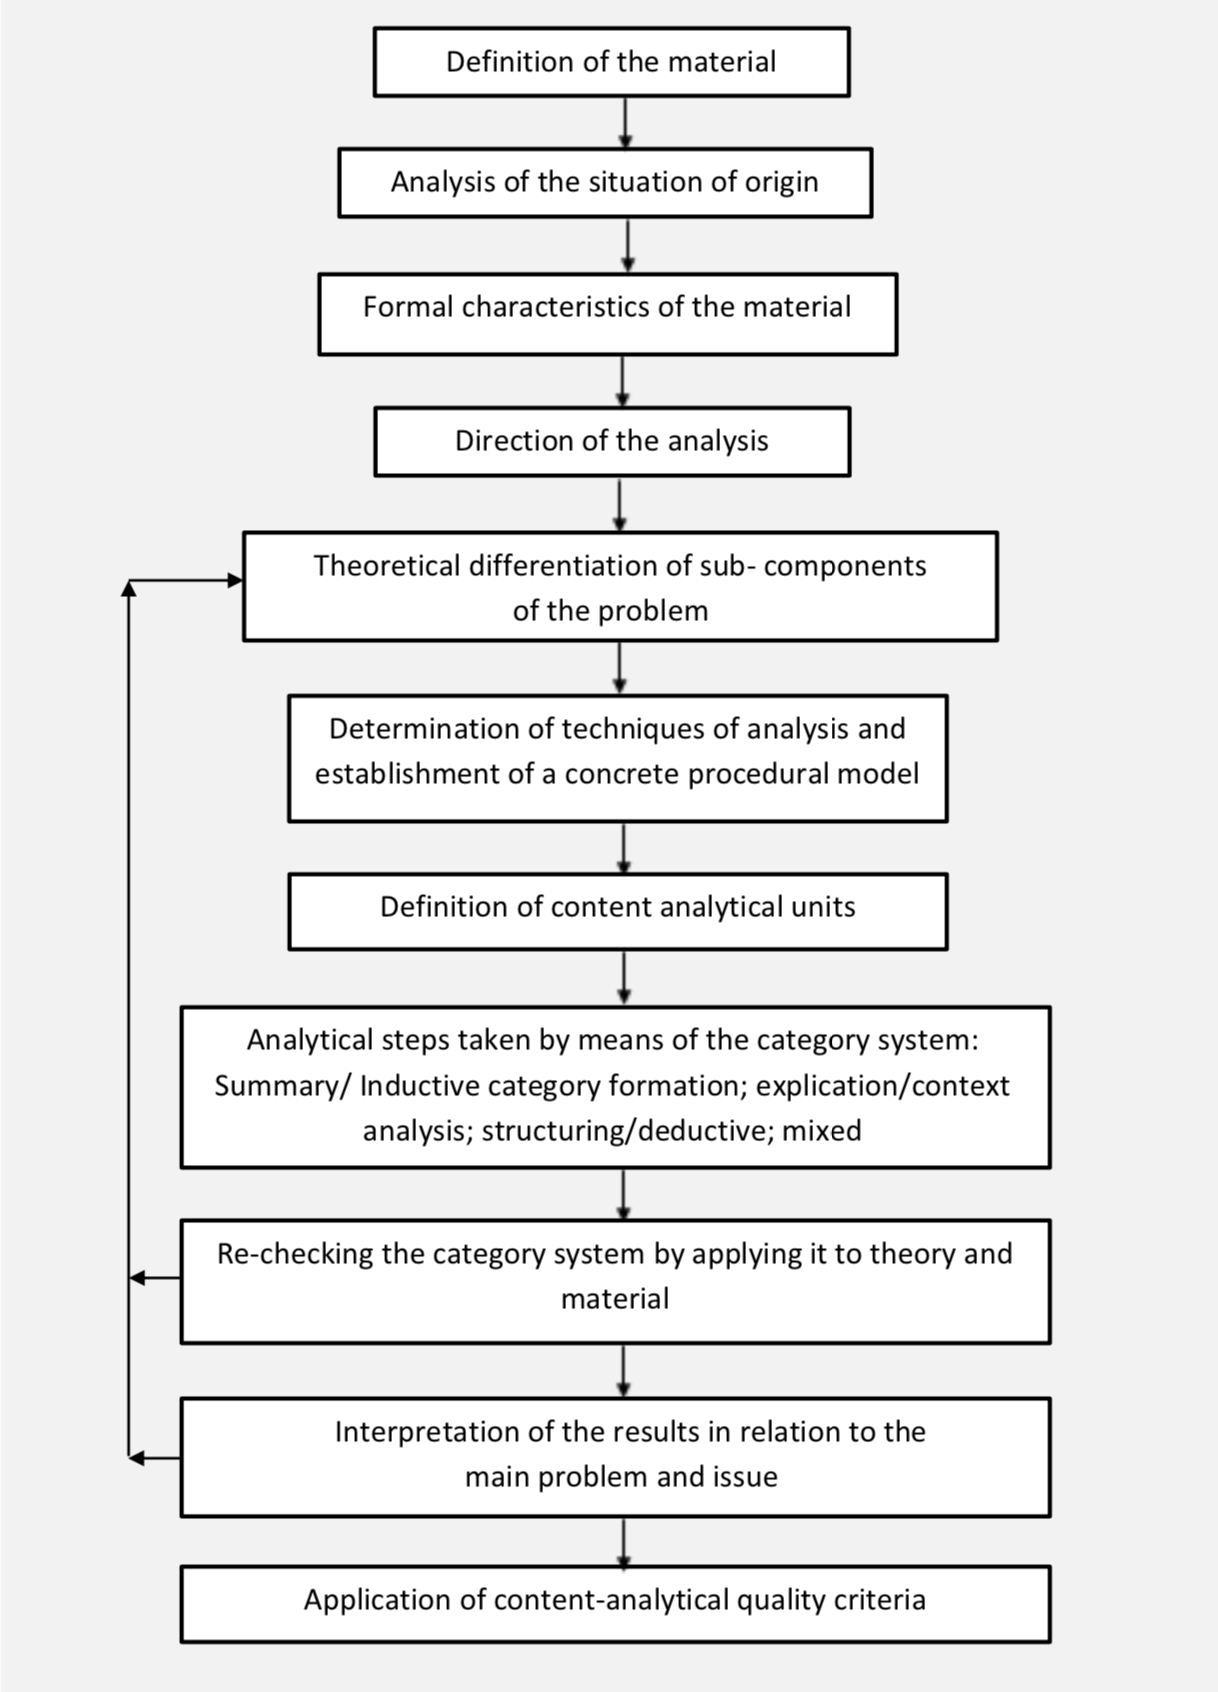 Definition of the material
Analysis of the situation of origin
Formal characteristics of the material
Direction of the analysis
Theoretical differentiation of sub- components
of the problem
Determination of techniques of analysis and
establishment of a concrete procedural model
Definition of content analytical units
Analytical steps taken by means of the category system:
Summary/ Inductive category formation; explication/context
analysis; structuring/deductive; mixed
Re-checking the category system by applying it to theory and
material
Interpretation of the results in relation to the
main problem and issue
Application of content-analytical quality criteria